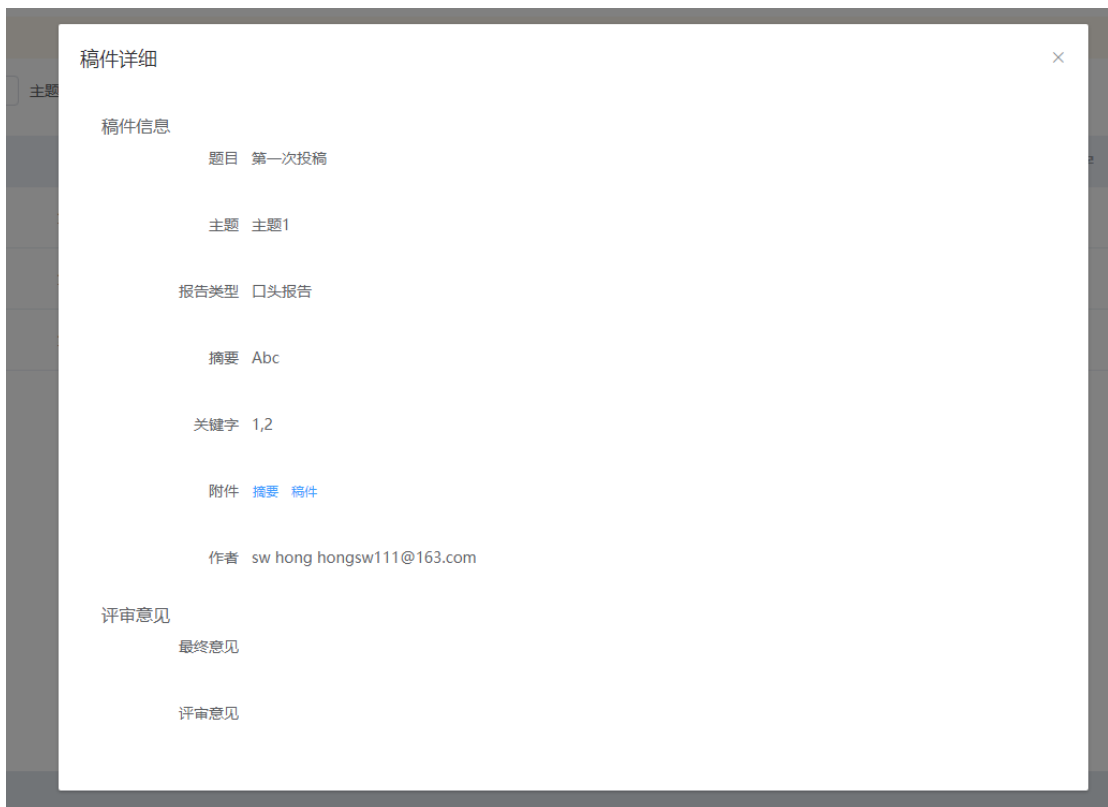 稿件详细
主题
稿件信息
题目 第一次投稿
主题 主题1
报告类型 口头报告
摘要 Abc
关键字 1,2
附件 摘要 稿件
作者 sw hong hongsw111@163.com
评审意见
最终意见
评审意见